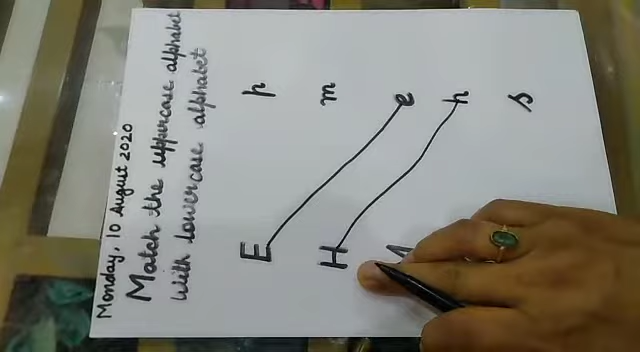 Monday, 10 August 2020
Match the uppercase alphabet
with lowercase alphabet
E p
H m
A e
h